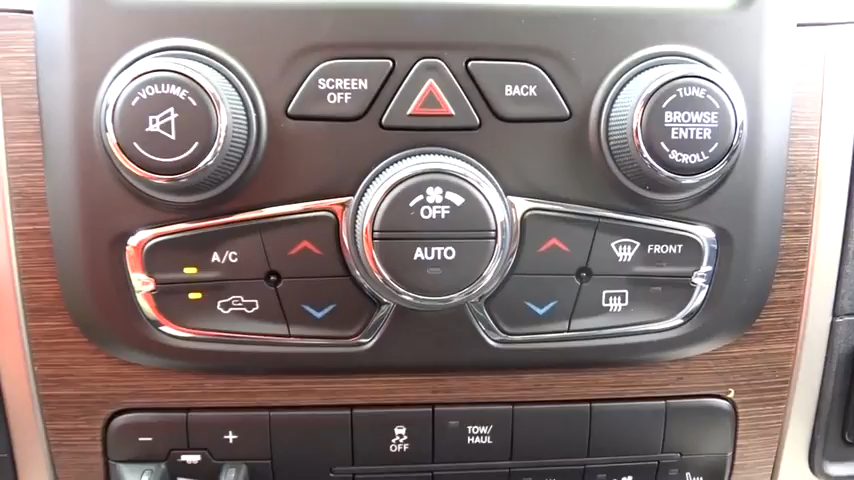 VOLUME
SCREEN
OFF
BACK
TUNE
BROWSE
ENTER
SCROLL
OFF
AUTO
A/C
FRONT
- +
OFF
TOW/
HAUL